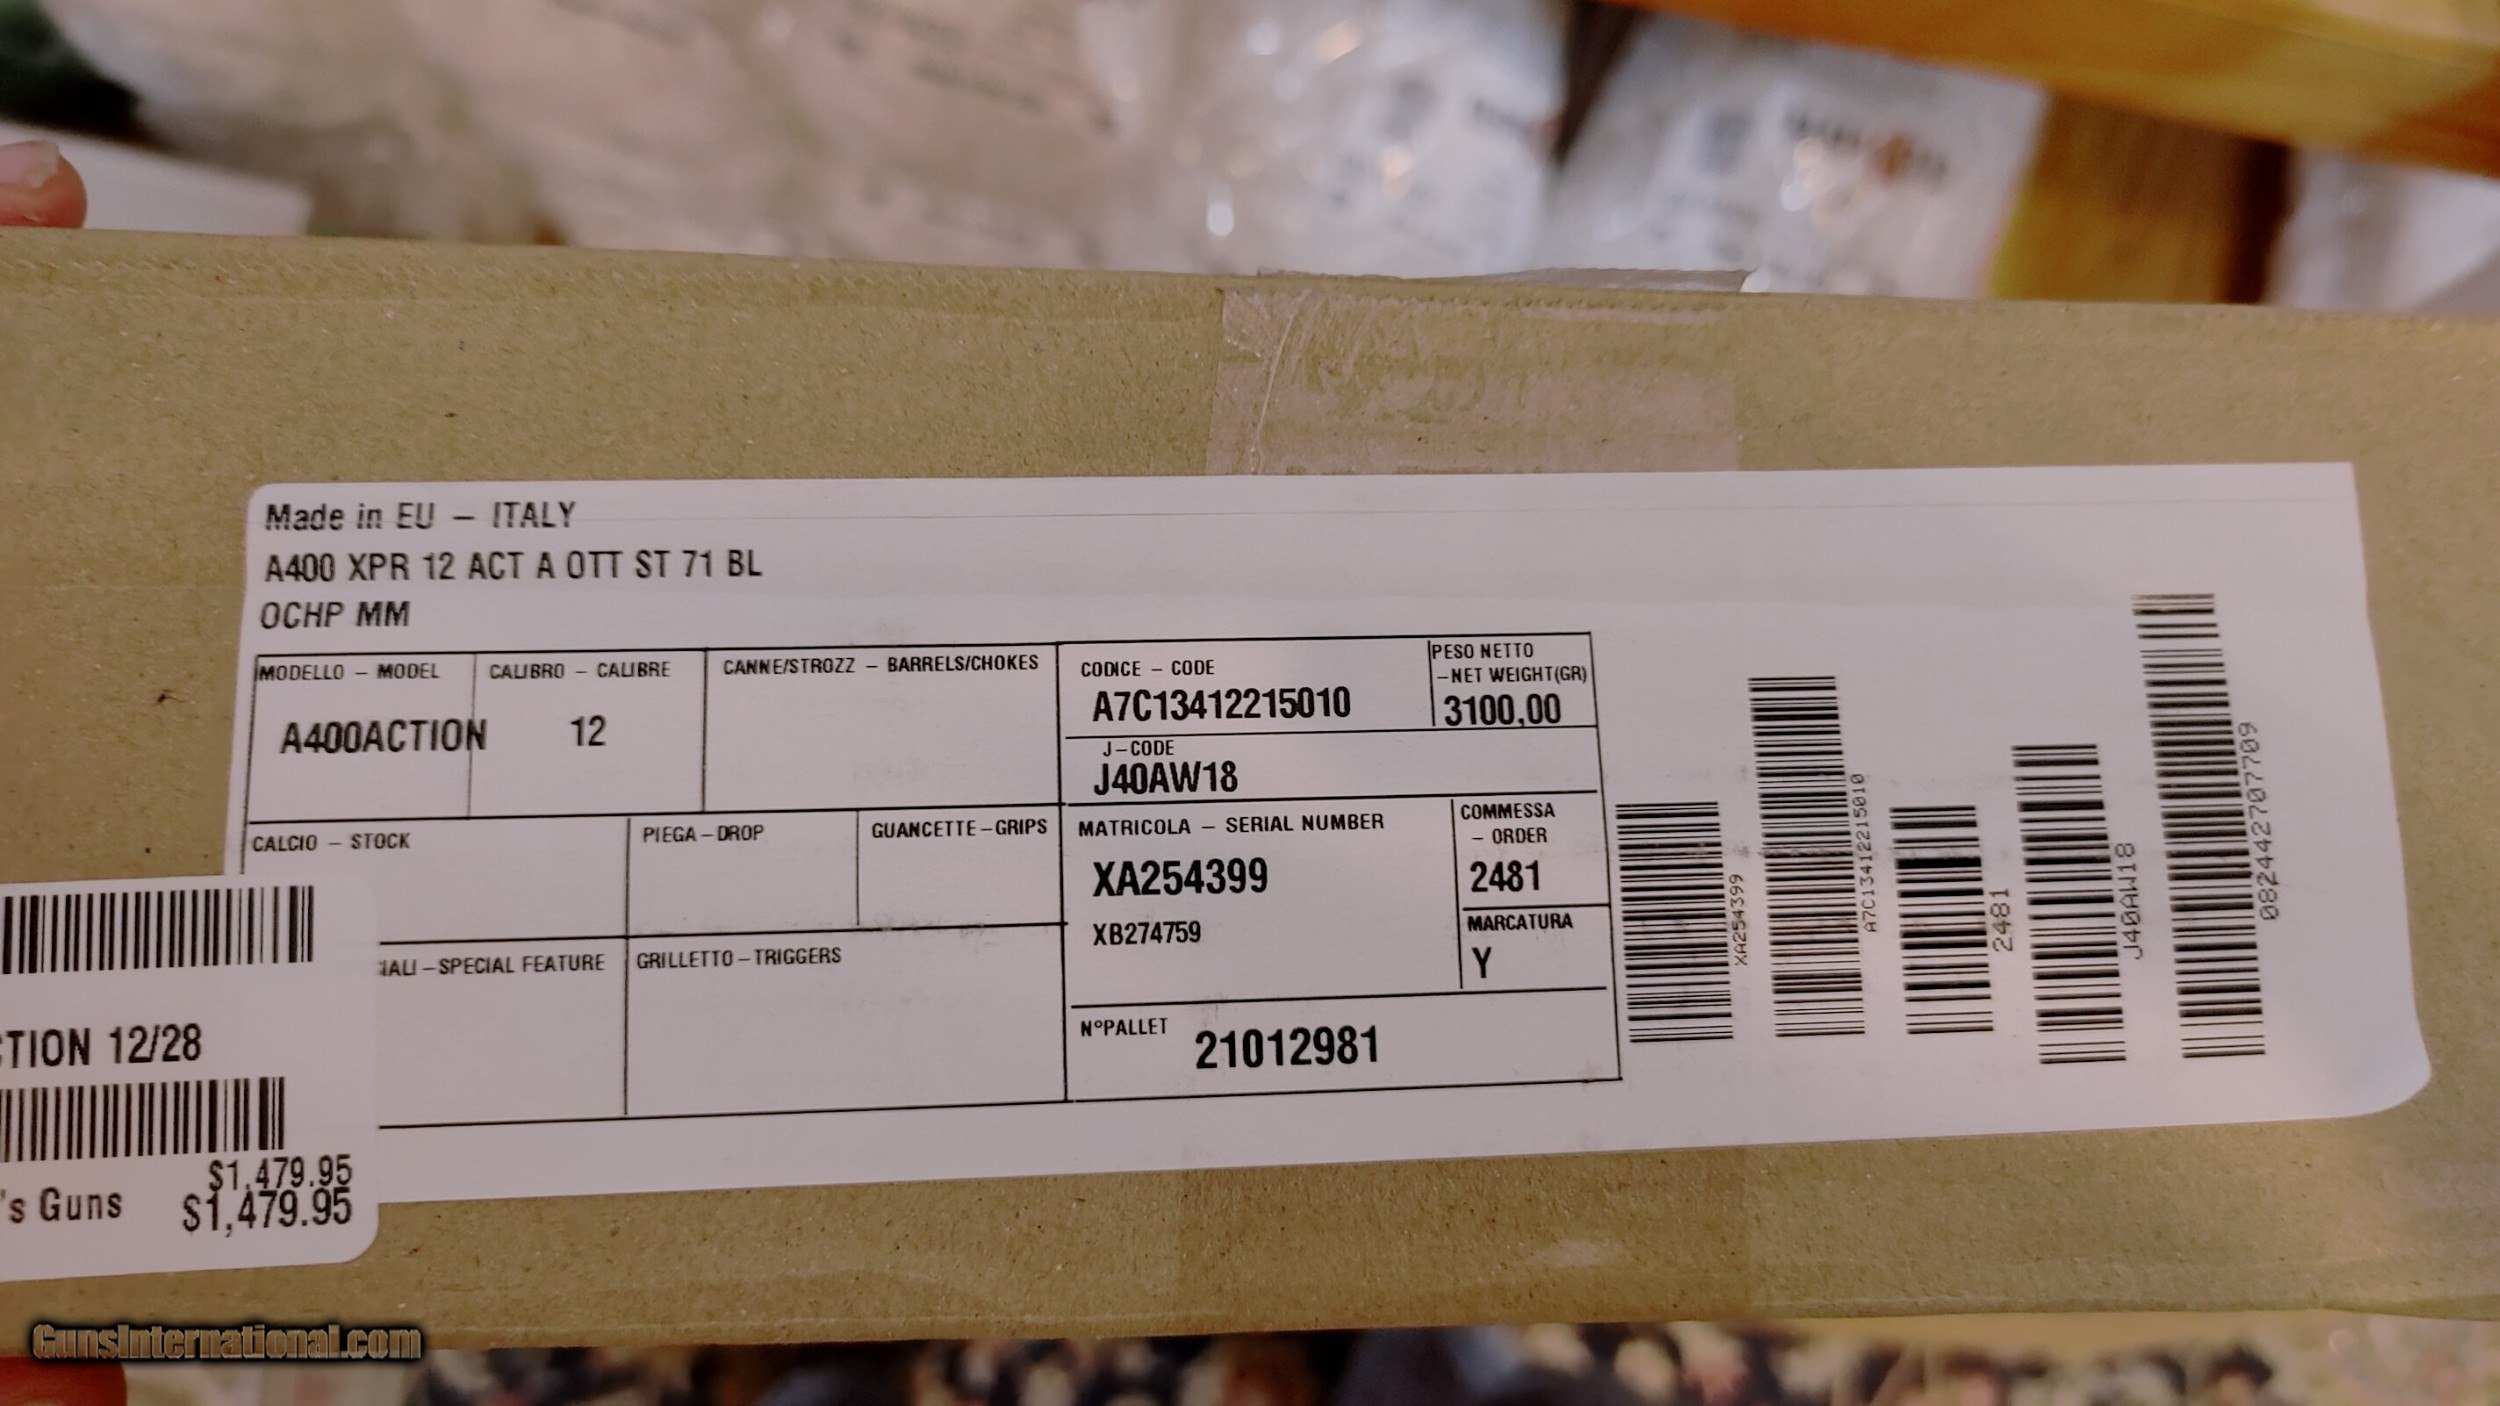 Made in EU – ITALY
A400 XPR 12 ACT A OTT ST 71 BL
OCHP MM
MODELLO – MODEL
A400ACTION
CALIBRO – CALIBRE
12
CANNE/STROZZ – BARRELS/CHOKES
CODICE – CODE
A7C13412215010
PESO NETTO
–NET WEIGHT(GR)
3100,00
J–CODE
J40AW18
CALCIO – STOCK
PIEGA–DROP
GUANCETTE–GRIPS
MATRICOLA – SERIAL NUMBER
XA254399
XB274759
COMMESSA
– ORDER
2481
MARCATURA
Y
IALI–SPECIAL FEATURE
GRILLETTO–TRIGGERS
N°PALLET
21012981
XA254399
A7C13412215010
2481
J40AW18
082442707709
CTION 12/28
$1,479.95
's Guns $1,479.95
GunsInternational.com